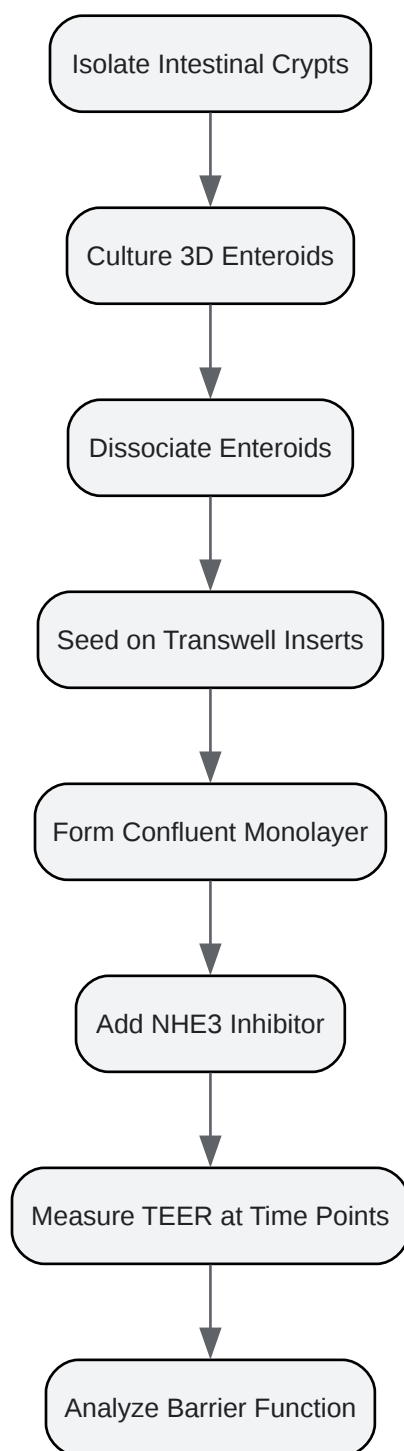 Isolate Intestinal Crypts
Culture 3D Enteroids
Dissociate Enteroids
Seed on Transwell Inserts
Form Confluent Monolayer
Add NHE3 Inhibitor
Measure TEER at Time Points
Analyze Barrier Function